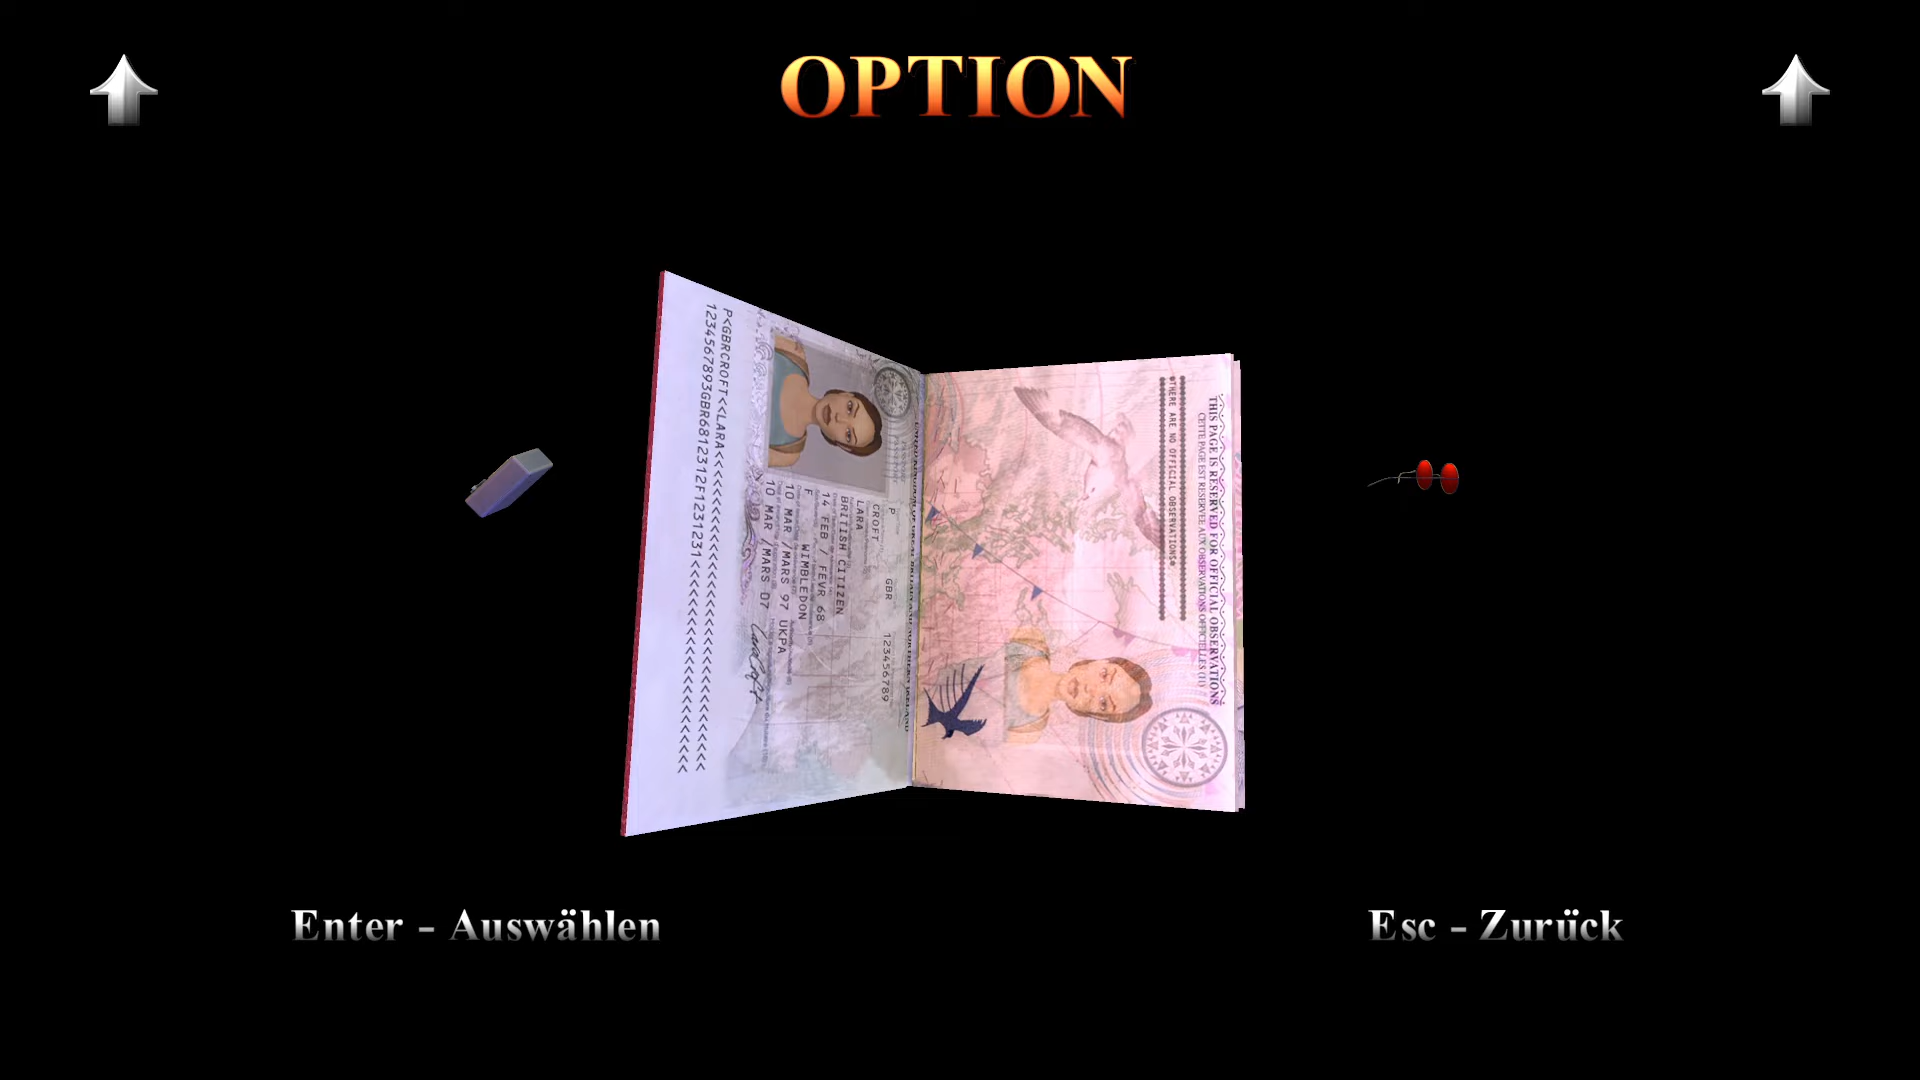 OPTION
P<GBRCROFT<<LARA<<<<<<<<<<<<<<<<<<<<<<<<<<<<
1234567893GBR6812312F1231231<<<<<<<<<<<<<<<<
P GBR 123456789
CROFT
LARA
BRITISH CITIZEN
14 FEB / FEVR 68
F WIMBLEDON
10 MAR /MARS 97 UKPA
10 MAR /MARS 07
THIS PAGE IS RESERVED FOR OFFICIAL OBSERVATIONS
CETTE PAGE EST RESERVEE AUX OBSERVATIONS OFFICIELLES (11)
*THERE ARE NO OFFICIAL OBSERVATIONS*
Enter - Auswählen
Esc - Zurück